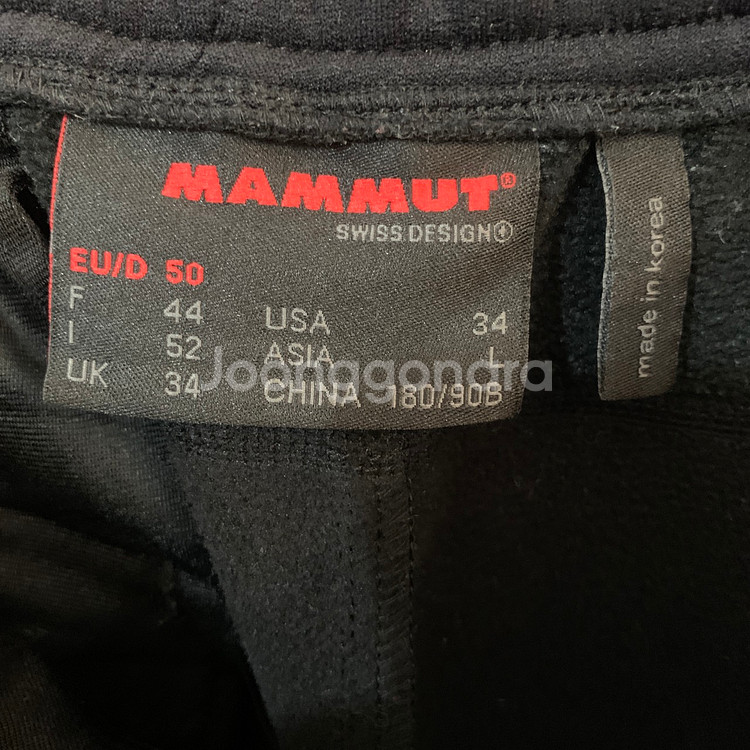 MAMMUT®
SWISS DESIGN
EU/D 50
F 44 USA 34
I 52 ASIA L
UK 34 CHINA 180/90B
made in korea
Joonggonara